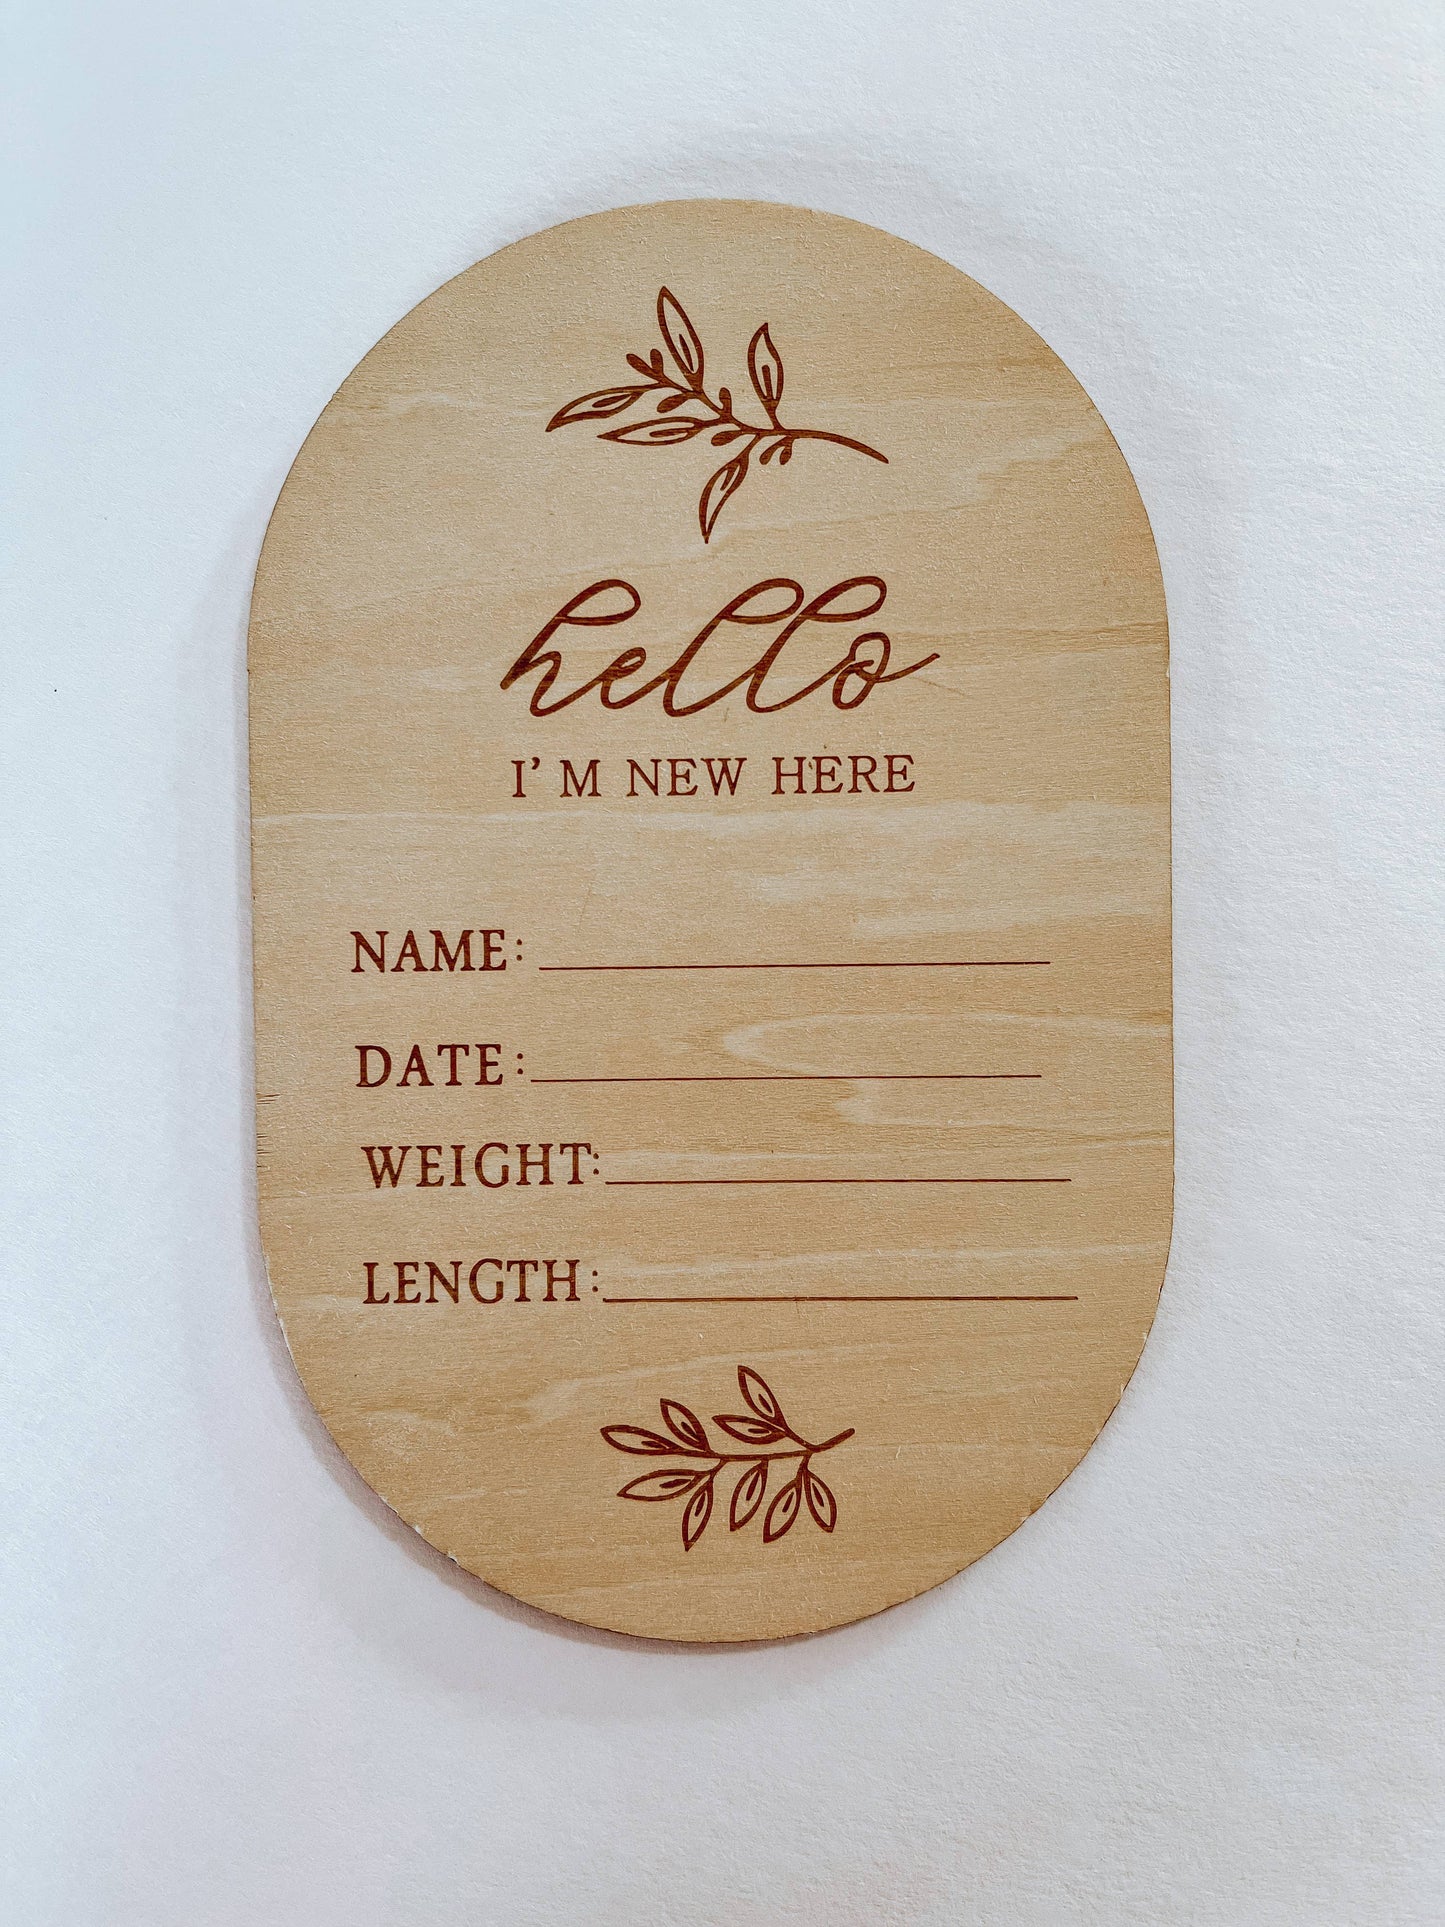 hello
I'M NEW HERE
NAME:
DATE:
WEIGHT:
LENGTH: